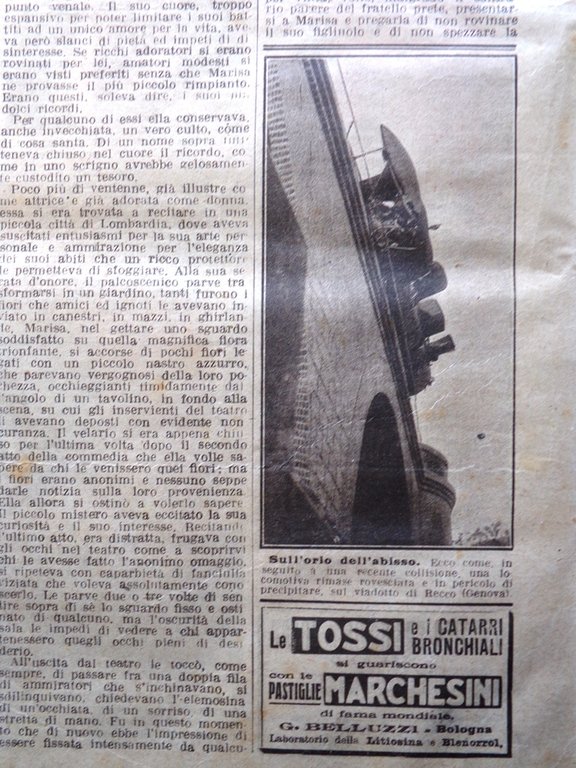 punto venale. Il suo cuore, troppo
espansivo per poter limitare i suoi bat-
titi ad un unico amore per la vita, ave-
va però slanci di pietà ed impeti di di-
sinteresse. Se ricchi adoratori si erano
rovinati per lei, amatori modesti si
erano visti preferiti senza che Marisa
ne provasse il più piccolo rimpianto.
Erano questi, soleva dire, i suoi più
dolci ricordi.
Per qualcuno di essi ella conservava,
anche invecchiata, un vero culto, come
di cosa santa. Di un nome sopra tutti
teneva chiuso nel cuore il ricordo, co-
me in uno scrigno avrebbe gelosamen-
te custodito un tesoro.
Poco più di ventenne, già illustre co-
me attrice e già adorata come donna,
essa si era trovata a recitare in una
piccola città di Lombardia, dove aveva
suscitati entusiasmi per la sua arte per-
sonale e ammirazione per l'eleganza
dei suoi abiti che un ricco protettore
le permetteva di sfoggiare. Alla sua se-
rata d'onore, il palcoscenico parve tra-
sformarsi in un giardino, tanti furono i
fiori che amici ed ignoti le avevano in-
viato in canestri, in mazzi, in ghirlan-
de, Marisa, nel gettare uno sguardo
soddisfatto su quella magnifica flora
trionfante, si accorse di pochi fiori le-
gati con un piccolo nastro azzurro,
che parevano vergognosi della loro po-
chezza, occhieggianti timidamente dal-
l'angolo di un tavolino, in fondo alla
scena, su cui gli inservienti del teatro
li avevano deposti con evidente non
curanza. Il velario si era appena chiu-
so per l'ultima volta dopo il secondo
atto della commedia che ella volle sa-
pere da chi le venissero quei fiori; ma
i fiori erano anonimi e nessuno seppe
darle notizia sulla loro provenienza.
Ella allora si ostinò a volerlo sapere
il piccolo mistero aveva eccitato la sua
curiosità e il suo interesse. Recitando
l'ultimo atto, era distratta, frugava con
gli occhi nel teatro come a scoprirvi
chi le avesse fatto l'anonimo omaggio,
si ripeteva con caparbietà di fanciulla
viziata che voleva assolutamente cono-
scerlo. Le parve due o tre volte di sen-
tire sopra di sè lo sguardo fisso e osti-
nato di qualcuno, ma l'oscurità della
sala le impedì di vedere a chi appar-
tenessero quegli occhi pieni di desi-
derio.
All'uscita dal teatro le toccò, come
sempre, di passare fra una doppia fila
di ammiratori che s'inchinavano, si
sdilinquivano, chiedevano l'elemosina
di un'occhiata, di un sorriso, di una
stretta di mano. Fu in questo momen-
to che di nuovo ebbe l'impressione di
essere fissata intensamente da qualcu-
rio parere del fratello prete, presentar-
si a Marisa e pregarla di non rovinare
il suo figliuolo e di non spezzare la
Sull'orlo dell'abisso. Ecco come, in
seguito a una recente collisione, una lo-
comotiva rimase rovesciata e in pericolo di
precipitare, sul viadotto di Recco (Genova)
Le TOSSI e i CATARRI
BRONCHIALI
si guariscono
con le
PASTIGLIE MARCHESINI
di fama mondiale.
G. BELLUZZI - Bologna
Laboratorio della Litiosina e Blenorrol.